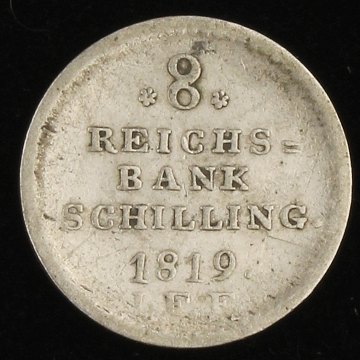 * 8 *
REICHS=
BANK
SCHILLING.
1819.
I. F. F.